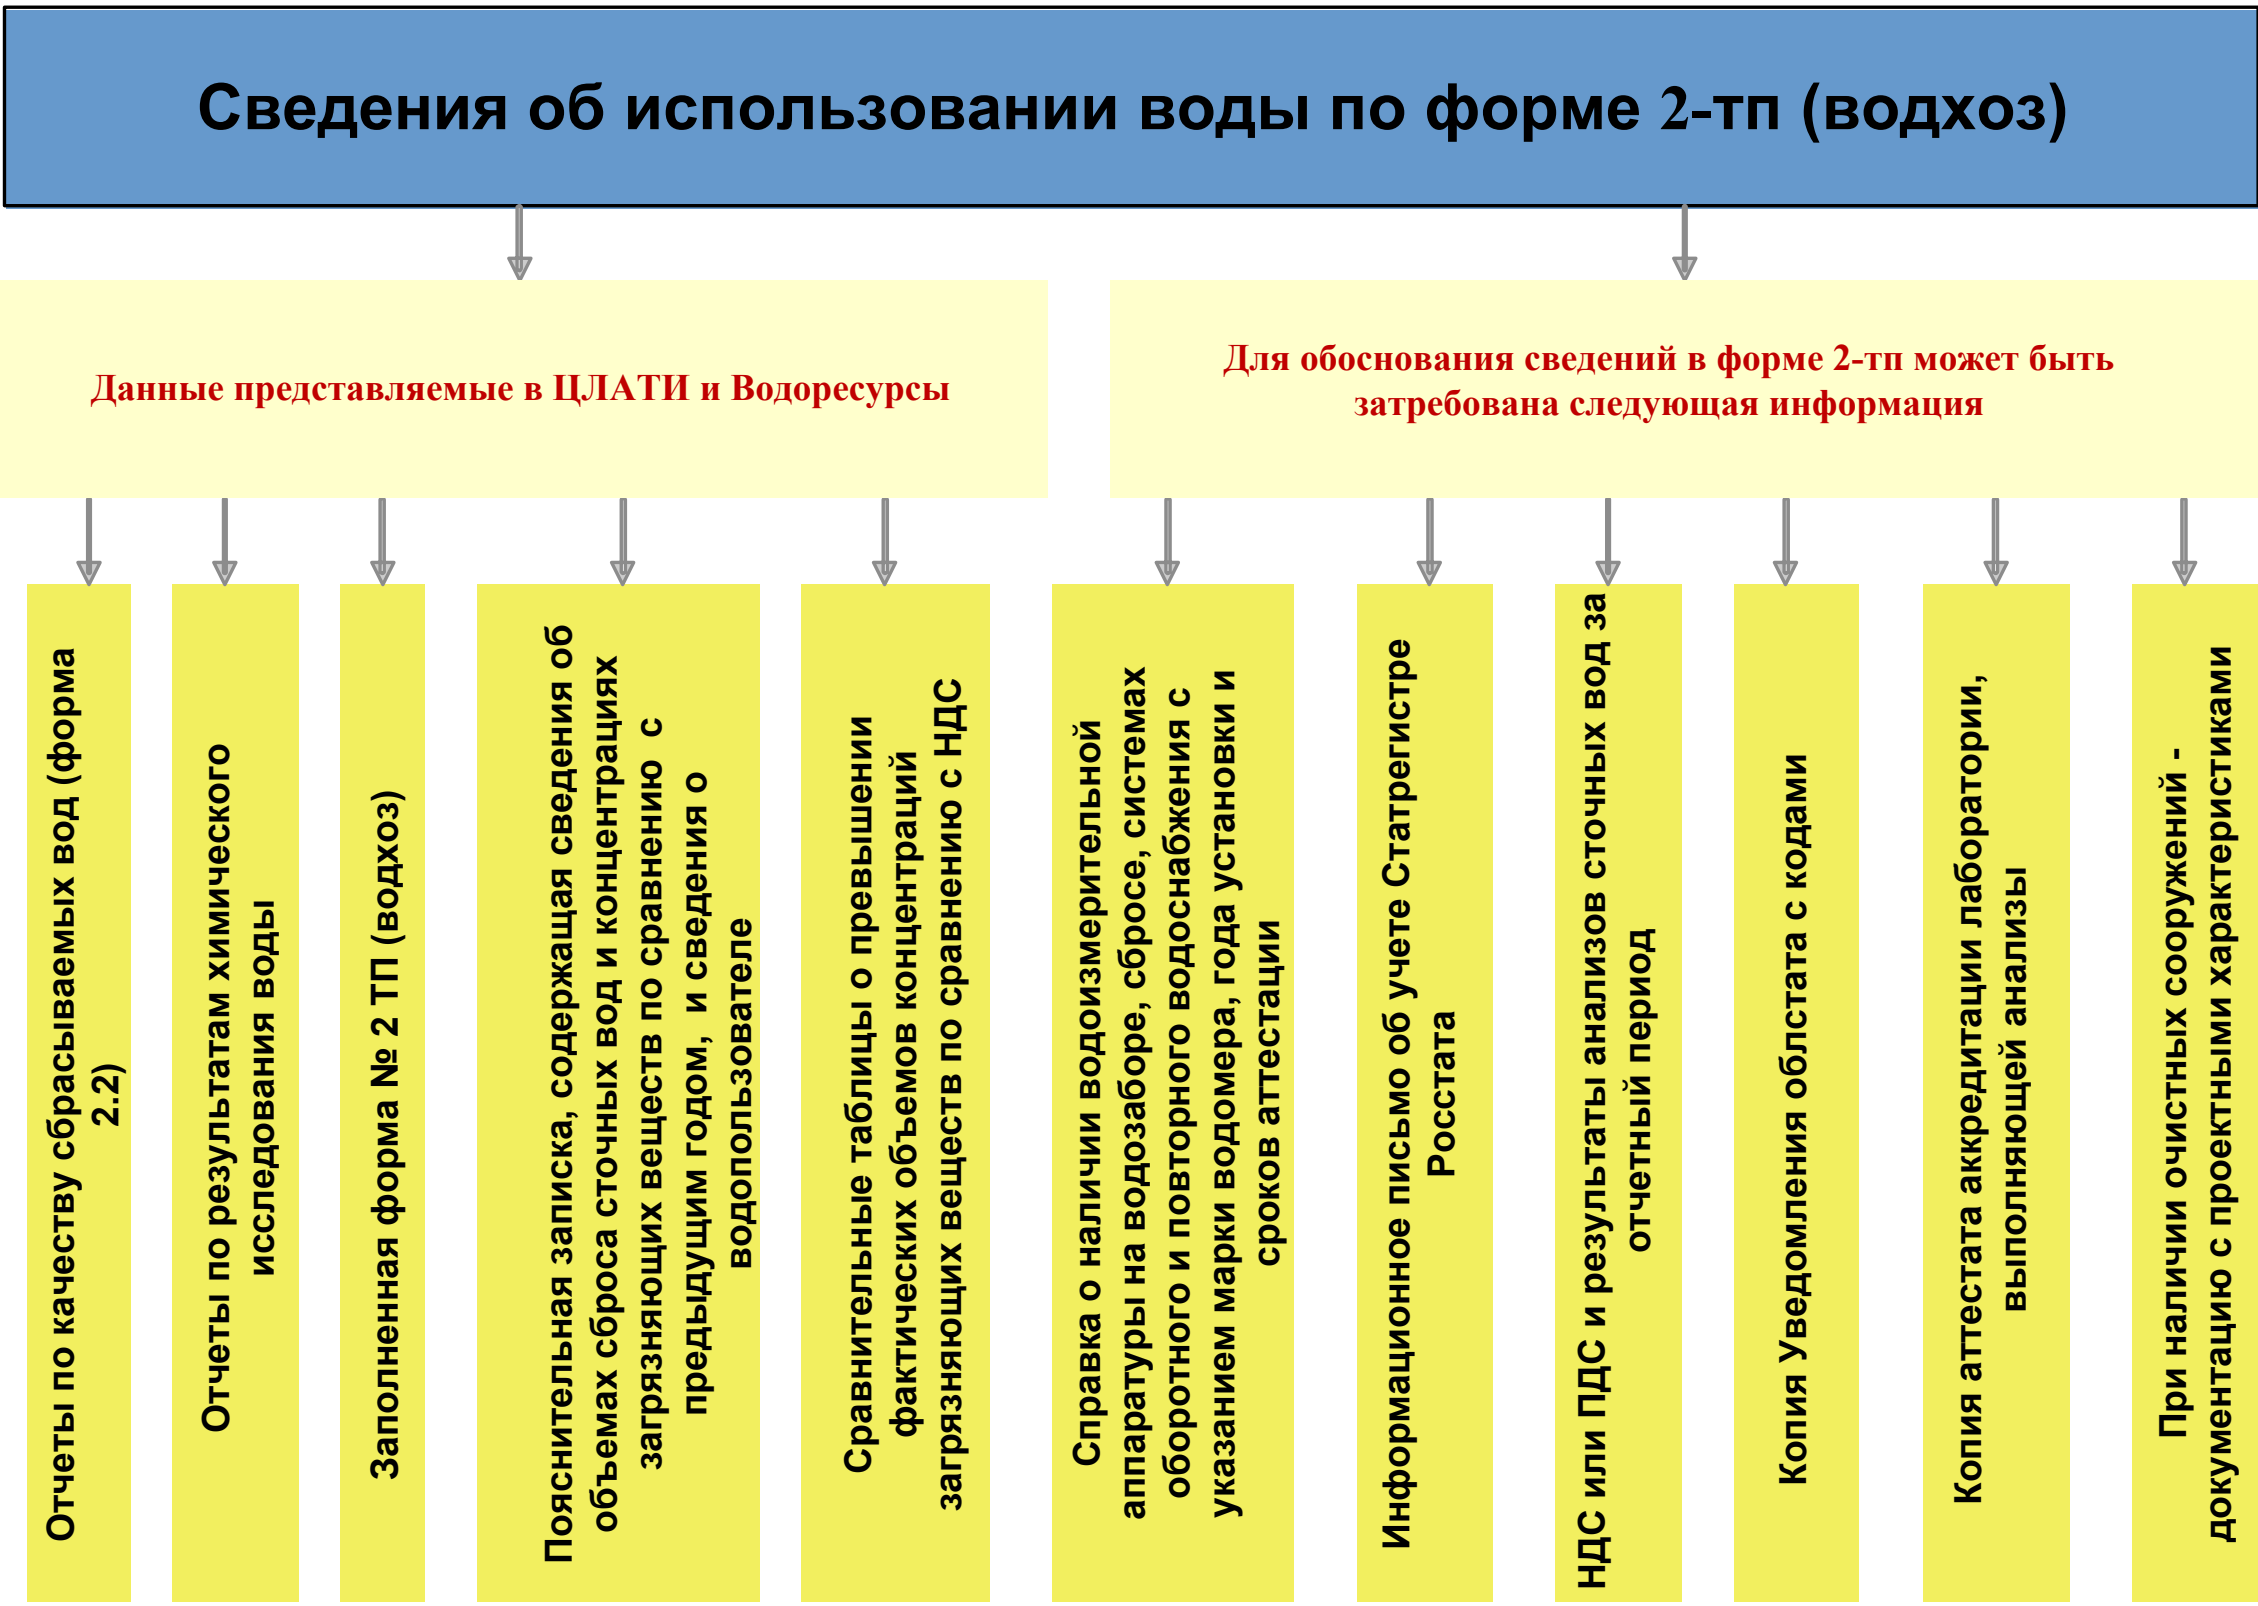 Сведения об использовании воды по форме 2-тп (водхоз)
Данные представляемые в ЦЛАТИ и Водоресурсы
Для обоснования сведений в форме 2-тп может быть
затребована следующая информация
Отчеты по качеству сбрасываемых вод (форма
2.2)
Отчеты по результатам химического
исследования воды
Заполненная форма № 2 ТП (водхоз)
Пояснительная записка, содержащая сведения об
объемах сброса сточных вод и концентрациях
загрязняющих веществ по сравнению с
предыдущим годом, и сведения о
водопользователе
Сравнительные таблицы о превышении
фактических объемов концентраций
загрязняющих веществ по сравнению с НДС
Справка о наличии водоизмерительной
аппаратуры на водозаборе, сбросе, системах
оборотного и повторного водоснабжения с
указанием марки водомера, года установки и
сроков аттестации
Информационное письмо об учете Статрегистре
Росстата
НДС или ПДС и результаты анализов сточных вод за
отчетный период
Копия Уведомления облстата с кодами
Копия аттестата аккредитации лаборатории,
выполняющей анализы
При наличии очистных сооружений -
документацию с проектными характеристиками